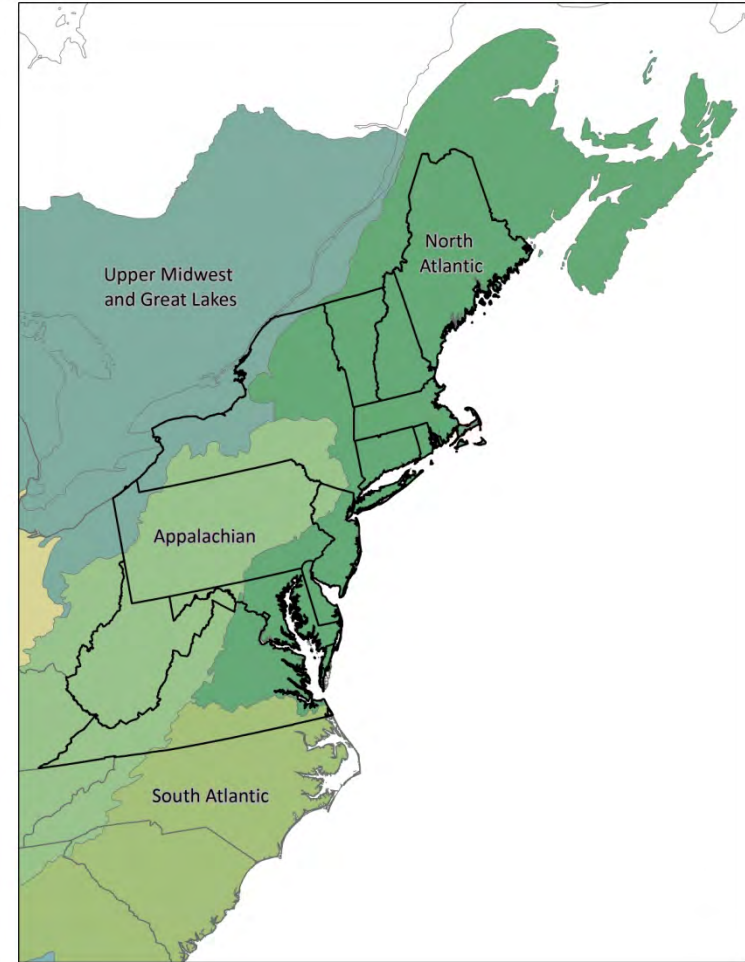 North
Atlantic
Upper Midwest
and Great Lakes
Appalachian
South Atlantic